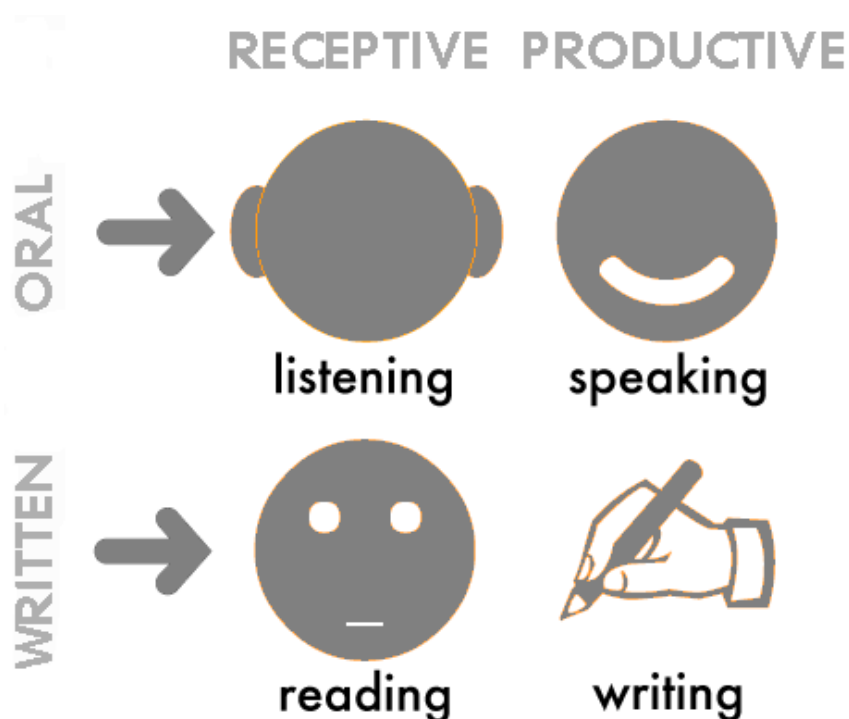 RECEPTIVE PRODUCTIVE
ORAL
listening speaking
WRITTEN
reading writing